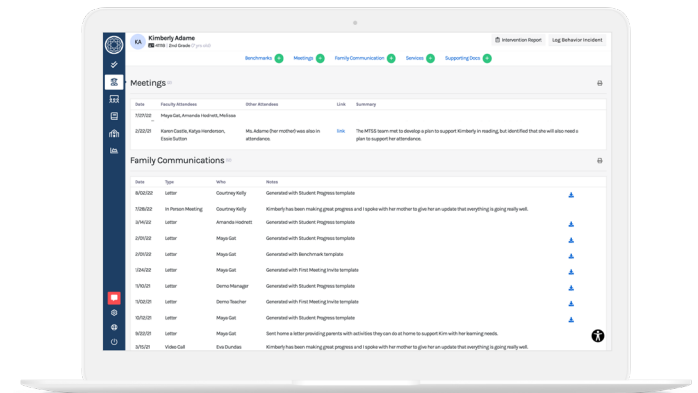 KA
Kimberly Adame
41110 | 2nd Grade (7 yrs old)
Intervention Report
Log Behavior Incident
Benchmarks + Meetings + Family Communication + Services + Supporting Docs +
Meetings
Date Faculty Attendees Other Attendees Link Summary
7/27/22 Maya Gat, Amanda Hadrett, Melissa
2/22/21 Karen Castle, Katya Henderson, Ms. Adame (her mother) was also in link The MTSS team met to develop a plan to support Kimberly in reading, but identified that she will also need a
Essie Sutton attendance. plan to support her attendance.
Family Communications
Date Type Who Notes
8/02/22 Letter Courtney Kelly Generated with Student Progress template
7/28/22 In Person Meeting Courtney Kelly Kimberly has been making great progress and I spoke with her mother to give her an update that everything is going really well.
3/14/22 Letter Amanda Hadrett Generated with Student Progress template
2/01/22 Letter Maya Gat Generated with Student Progress template
2/01/22 Letter Maya Gat Generated with Benchmark template
1/24/22 Letter Maya Gat Generated with First Meeting Invite template
11/10/21 Letter Demo Manager Generated with Student Progress template
11/02/21 Letter Demo Teacher Generated with First Meeting Invite template
10/12/21 Letter Maya Gat Generated with Student Progress template
9/22/21 Letter Maya Gat Sent home a letter providing parents with activities they can do at home to support Kim with her learning needs.
3/15/21 Video Call Eva Dundas Kimberly has been making great progress and I spoke with her mother to give her an update that everything is going really well.